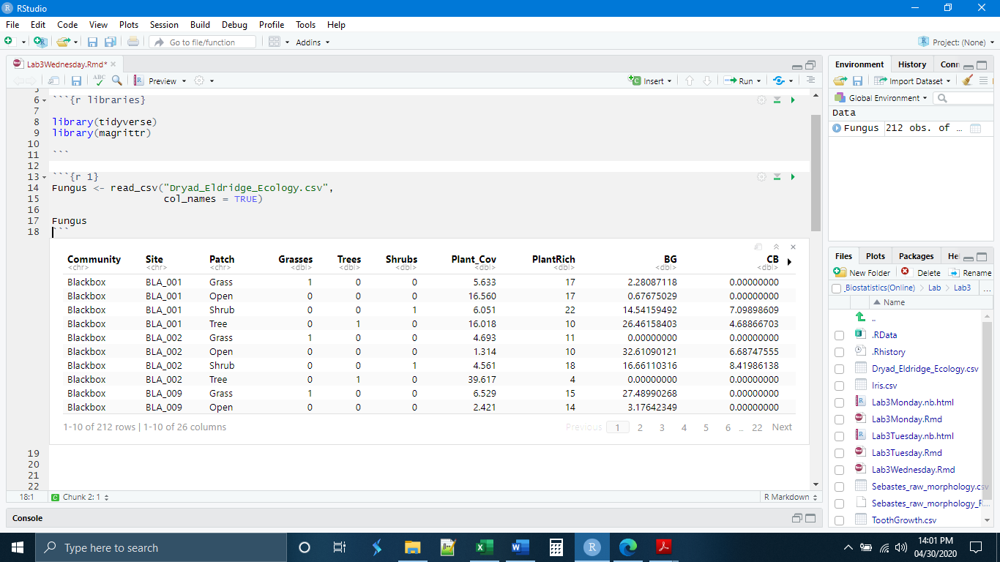 RStudio
File Edit Code View Plots Session Build Debug Profile Tools Help
Go to file/function Addins Project: (None)
Lab3Wednesday.Rmd*
ABC Preview Insert Run
5
6 ```{r libraries}
7
8 library(tidyverse)
9 library(magrittr)
10
11 ```
12
13 ```{r 1}
14 Fungus <- read_csv("Dryad_Eldridge_Ecology.csv",
15 col_names = TRUE)
16
17 Fungus
18 ```
Community Site Patch Grasses Trees Shrubs Plant_Cov PlantRich BG CB
<chr> <chr> <chr> <dbl> <dbl> <dbl> <dbl> <dbl> <dbl> <dbl>
Blackbox BLA_001 Grass 1 0 0 5.633 17 2.28087118 0.00000000
Blackbox BLA_001 Open 0 0 0 16.560 17 0.67675029 0.00000000
Blackbox BLA_001 Shrub 0 0 1 6.051 22 14.54159492 7.09898609
Blackbox BLA_001 Tree 0 1 0 16.018 10 26.46158403 4.68866703
Blackbox BLA_002 Grass 1 0 0 4.693 11 0.00000000 0.00000000
Blackbox BLA_002 Open 0 0 0 1.314 10 32.61090121 6.68747555
Blackbox BLA_002 Shrub 0 0 1 4.561 18 16.66110316 8.41986138
Blackbox BLA_002 Tree 0 1 0 39.617 4 0.00000000 0.00000000
Blackbox BLA_009 Grass 1 0 0 6.529 15 27.48990268 0.00000000
Blackbox BLA_009 Open 0 0 0 2.421 14 3.17642349 0.00000000
1-10 of 212 rows | 1-10 of 26 columns Previous 1 2 3 4 5 6 ... 22 Next
19
20
21
22
18:1 C Chunk 2: 1 R Markdown
Console
Environment History Conn
Import Dataset
Global Environment
Data
Fungus 212 obs. of …
Files Plots Packages He
New Folder Delete Rename
_Biostatistics(Online) Lab Lab3 ...
Name
..
.RData
.Rhistory
Dryad_Eldridge_Ecology.csv
Iris.csv
Lab3Monday.nb.html
Lab3Monday.Rmd
Lab3Tuesday.nb.html
Lab3Tuesday.Rmd
Lab3Wednesday.Rmd
Sebastes_raw_morphology.csv
Sebastes_raw_morphology_R...
ToothGrowth.csv
Type here to search
14:01 PM
04/30/2020